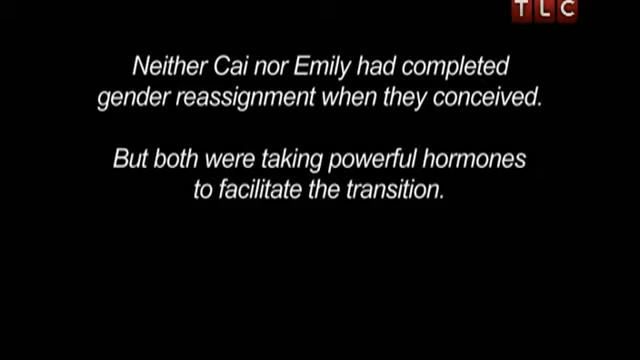 TLC
Neither Cai nor Emily had completed
gender reassignment when they conceived.
But both were taking powerful hormones
to facilitate the transition.